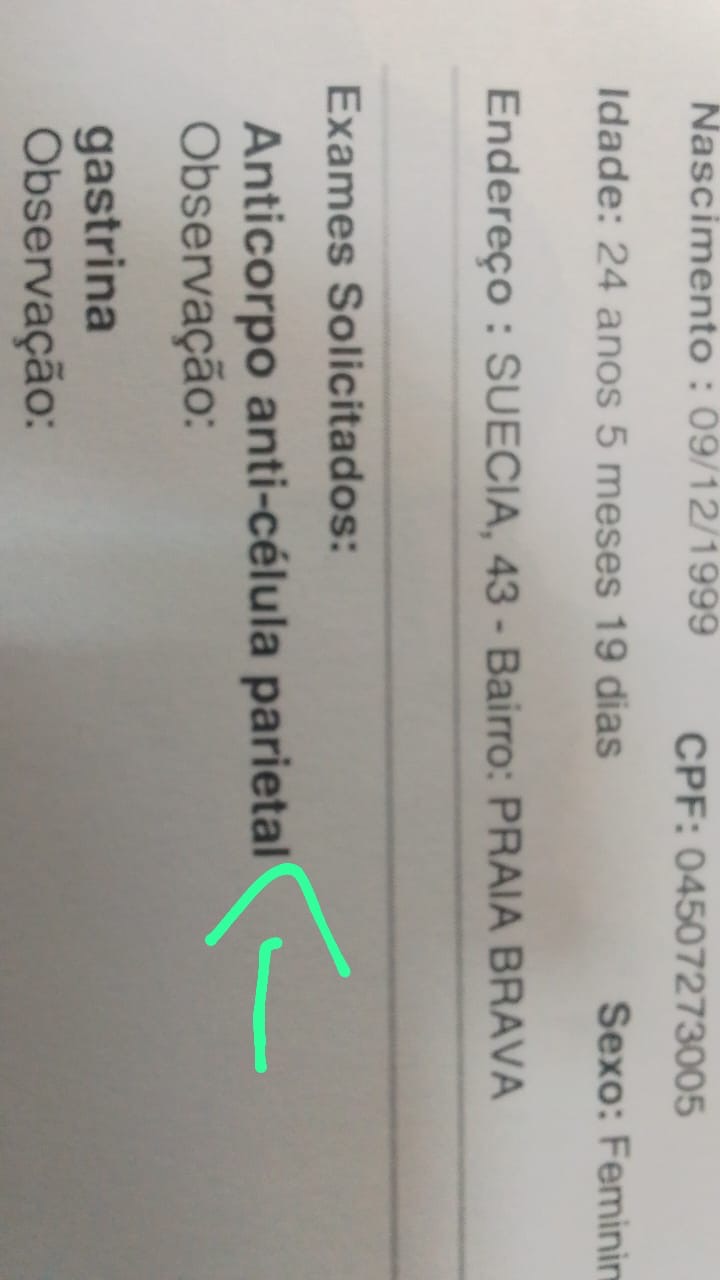 Nascimento : 09/12/1999 CPF: 04507273005
Idade: 24 anos 5 meses 19 dias Sexo: Feminin
Endereço : SUECIA, 43 - Bairro: PRAIA BRAVA
Exames Solicitados:
Anticorpo anti-célula parietal
Observação:
gastrina
Observação: